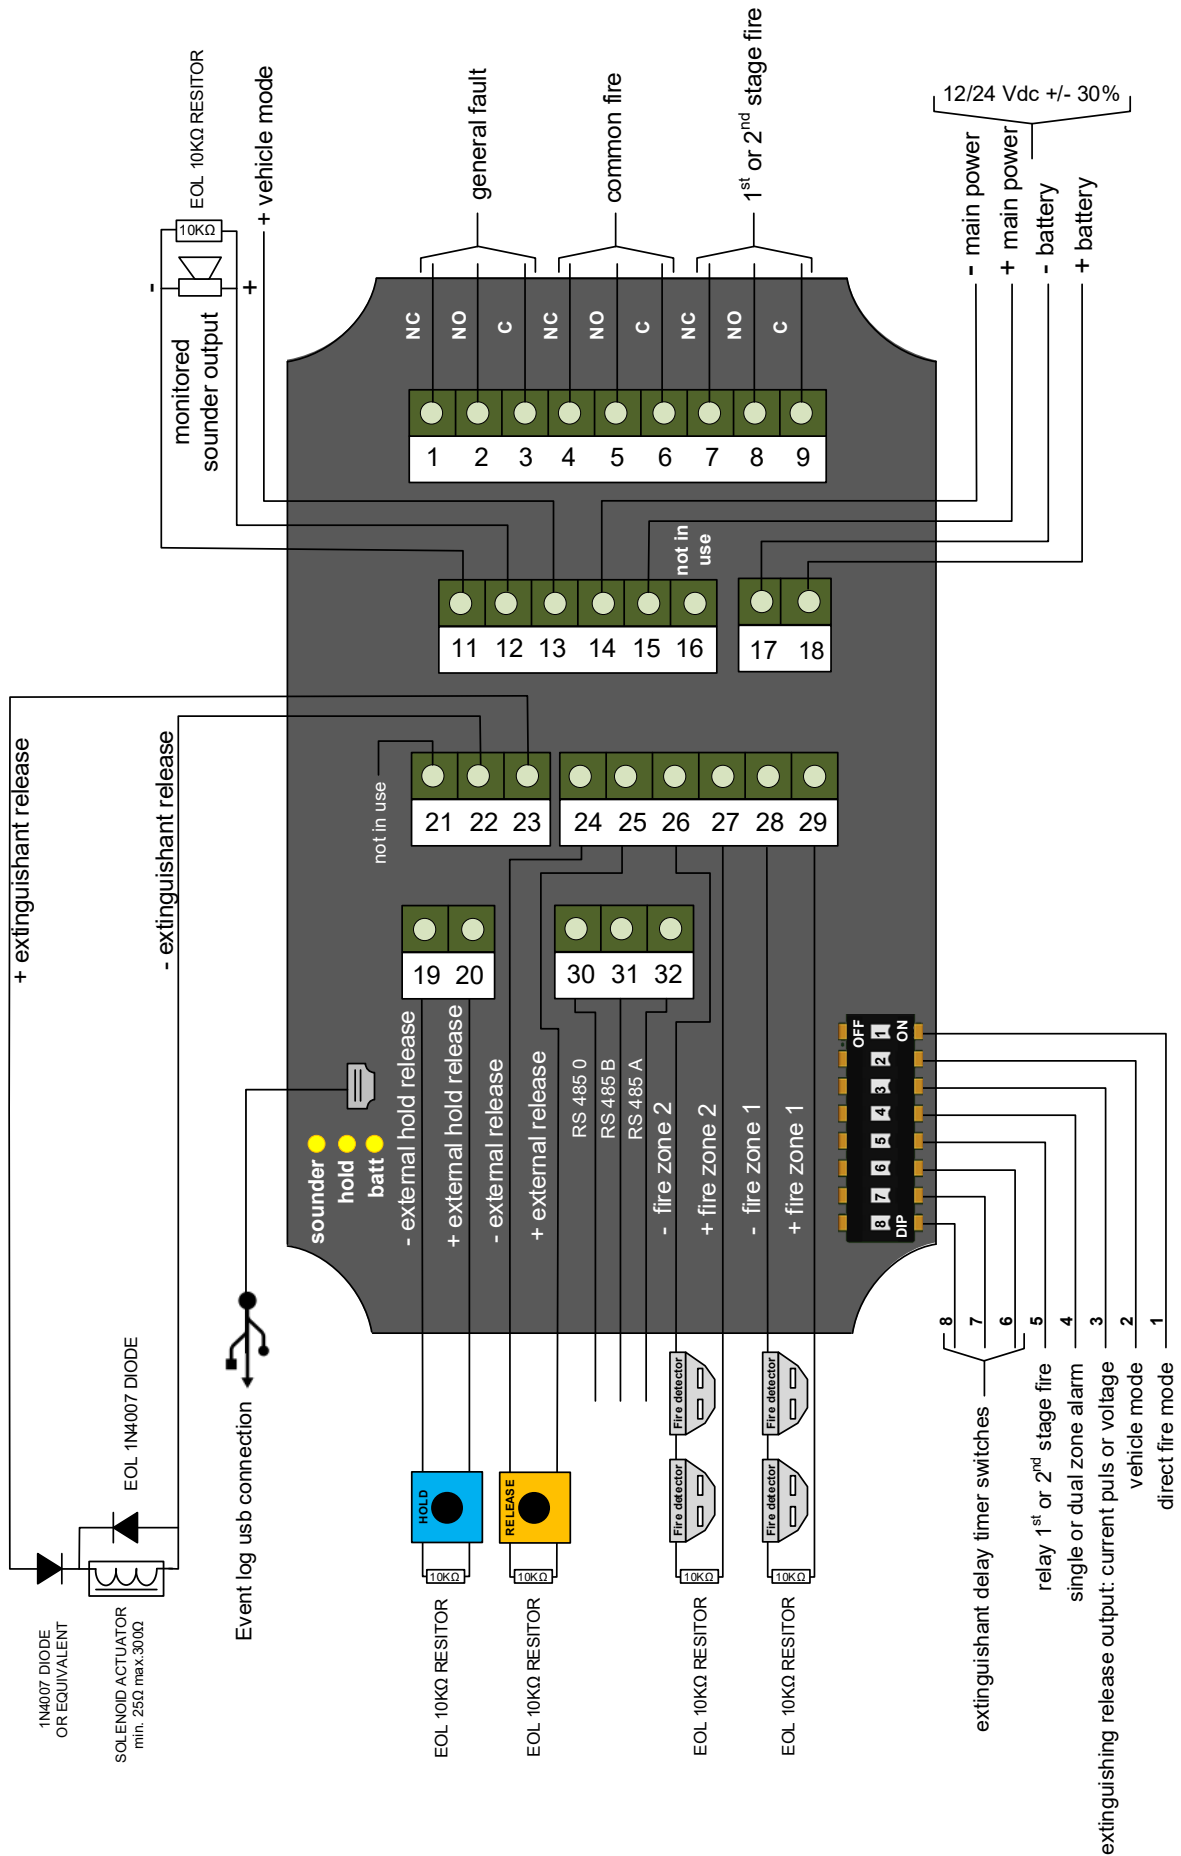 EOL 10KΩ RESITOR
10KΩ
-
+
+ vehicle mode
monitored
sounder output
general fault
common fire
1st or 2nd stage fire
12/24 Vdc +/- 30%
- main power
+ main power
- battery
+ battery
NC
NO
C
NC
NO
C
NC
NO
C
1 2 3 4 5 6 7 8 9
not in
use
11 12 13 14 15 16
17 18
+ extinguishant release
- extinguishant release
not in use
21 22 23
24 25 26 27 28 29
19 20
30 31 32
sounder
hold
batt
- external hold release
+ external hold release
- external release
+ external release
RS 485 0
RS 485 B
RS 485 A
- fire zone 2
+ fire zone 2
- fire zone 1
+ fire zone 1
OFF
ON
1
2
3
4
5
6
7
8
DIP
8
7
6
5
4
3
2
1
extinguishant delay timer switches
relay 1st or 2nd stage fire
single or dual zone alarm
extinguishing release output: current puls or voltage
vehicle mode
direct fire mode
Fire detector
Fire detector
Fire detector
Fire detector
HOLD
RELEASE
10KΩ
10KΩ
10KΩ
10KΩ
EOL 10KΩ RESITOR
EOL 10KΩ RESITOR
EOL 10KΩ RESITOR
EOL 10KΩ RESITOR
Event log usb connection
EOL 1N4007 DIODE
1N4007 DIODE
OR EQUIVALENT
SOLENOID ACTUATOR
min. 25Ω max.300Ω